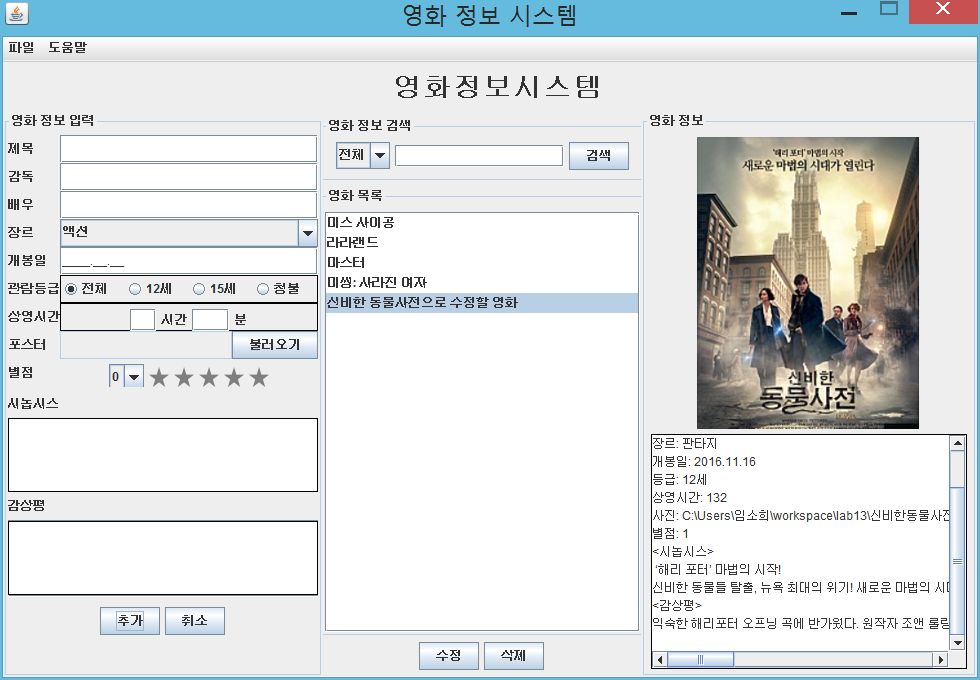 영화 정보 시스템
파일 도움말
영화정보시스템
영화 정보 입력
제목
감독
배우
장르 액션
개봉일 ____.__.__
관람등급 전체 12세 15세 청불
상영시간 시간 분
포스터 불러오기
별점 0 ★★★★★
시놉시스
감상평
추가 취소
영화 정보 검색
전체 검색
영화 목록
미스 사이공
라라랜드
마스터
미씽: 사라진 여자
신비한 동물사전으로 수정할 영화
수정 삭제
영화 정보
'해리 포터' 마법의 시작
새로운 마법의 시대가 열린다
신비한
동물사전
장르: 판타지
개봉일: 2016.11.16
등급: 12세
상영시간: 132
사진: C:\Users\임소희\workspace\lab13\신비한동물사전
별점: 1
<시놉시스>
'해리 포터' 마법의 시작!
신비한 동물들 탈출, 뉴욕 최대의 위기! 새로운 마법의 시대
<감상평>
익숙한 해리포터 오프닝 곡에 반가웠다. 원작자 조앤 롤링